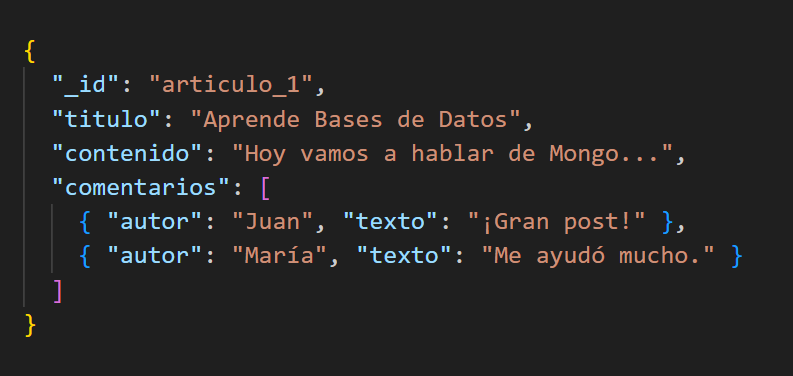 {
"_id": "articulo_1",
"titulo": "Aprende Bases de Datos",
"contenido": "Hoy vamos a hablar de Mongo...",
"comentarios": [
{ "autor": "Juan", "texto": "¡Gran post!" },
{ "autor": "María", "texto": "Me ayudó mucho." }
]
}